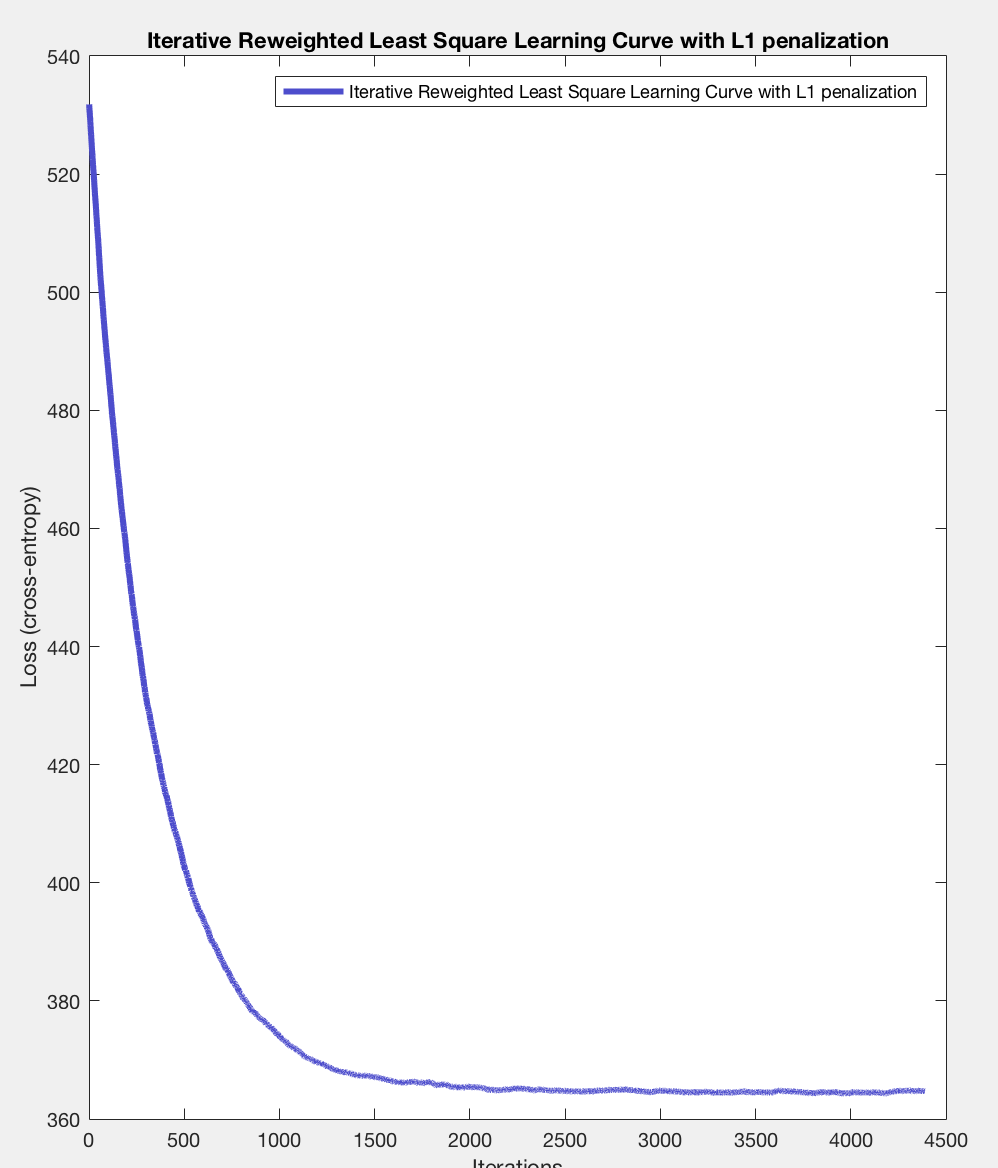 Iterative Reweighted Least Square Learning Curve with L1 penalization
540
Iterative Reweighted Least Square Learning Curve with L1 penalization
520
500
480
460
Loss (cross-entropy)
440
420
400
380
360
0 500 1000 1500 2000 2500 3000 3500 4000 4500
Iterations